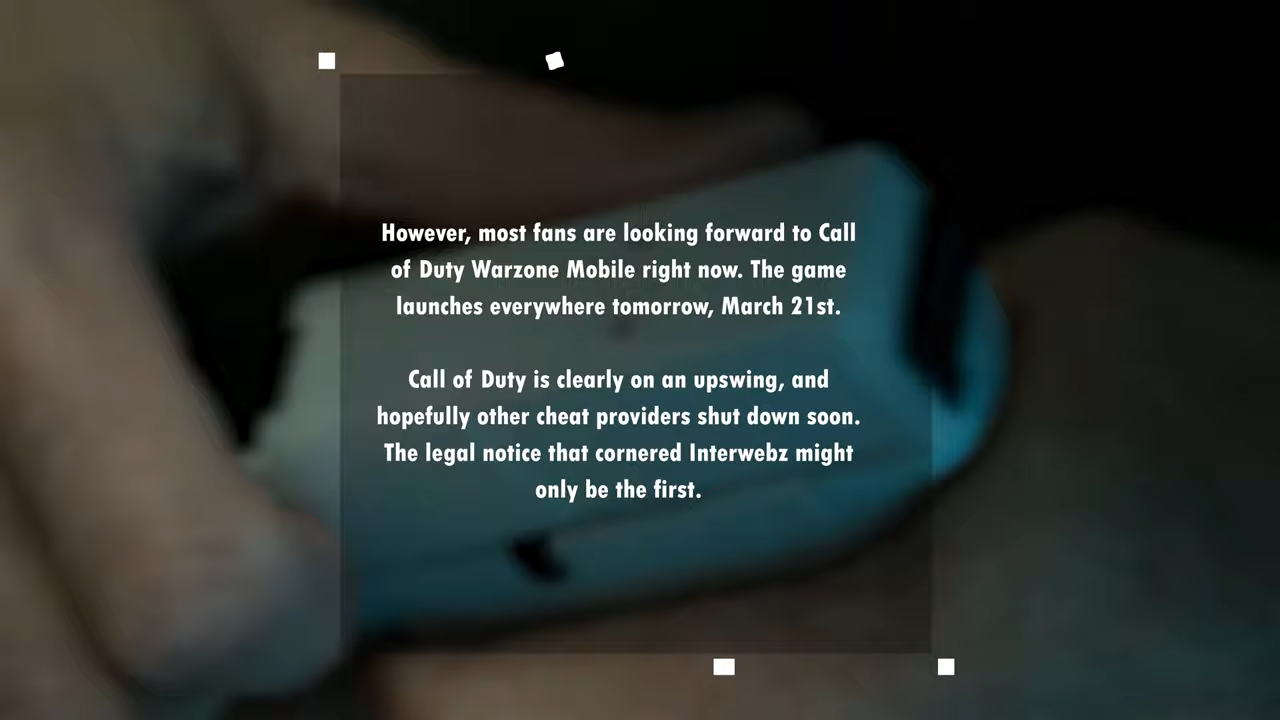 However, most fans are looking forward to Call
of Duty Warzone Mobile right now. The game
launches everywhere tomorrow, March 21st.
Call of Duty is clearly on an upswing, and
hopefully other cheat providers shut down soon.
The legal notice that cornered Interwebz might
only be the first.